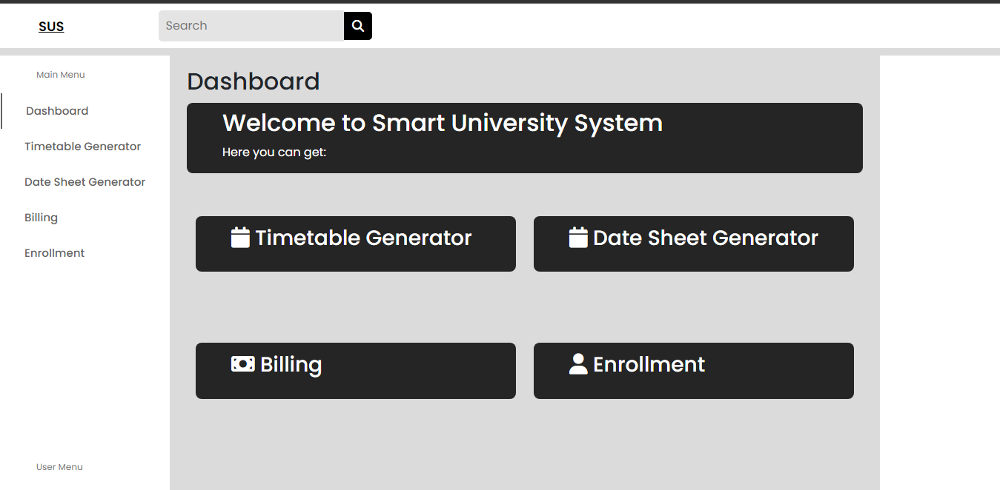 SUS
Search
Main Menu
Dashboard
Timetable Generator
Date Sheet Generator
Billing
Enrollment
User Menu
Dashboard
Welcome to Smart University System
Here you can get:
Timetable Generator
Date Sheet Generator
Billing
Enrollment